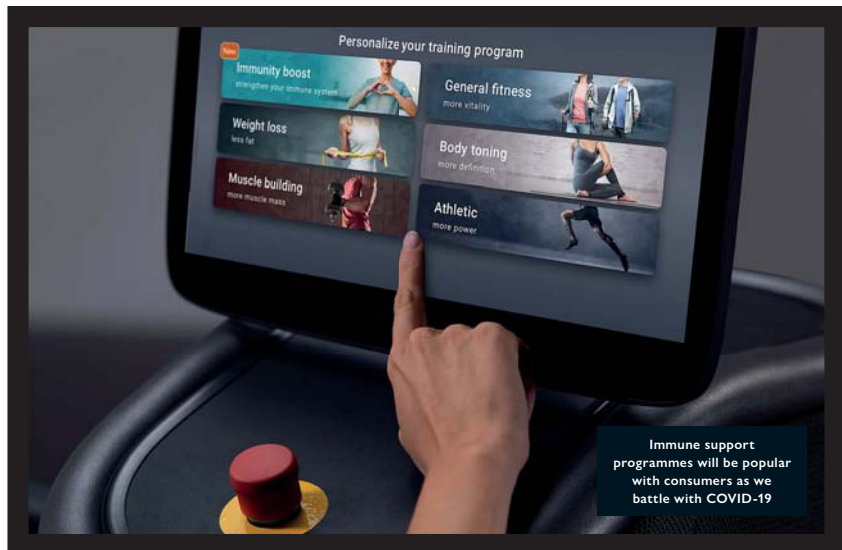 Personalize your training program
New
Immunity boost
strengthen your immune system
Weight loss
less fat
Muscle building
more muscle mass
General fitness
more vitality
Body toning
more definition
Athletic
more power
Immune support
programmes will be popular
with consumers as we
battle with COVID-19